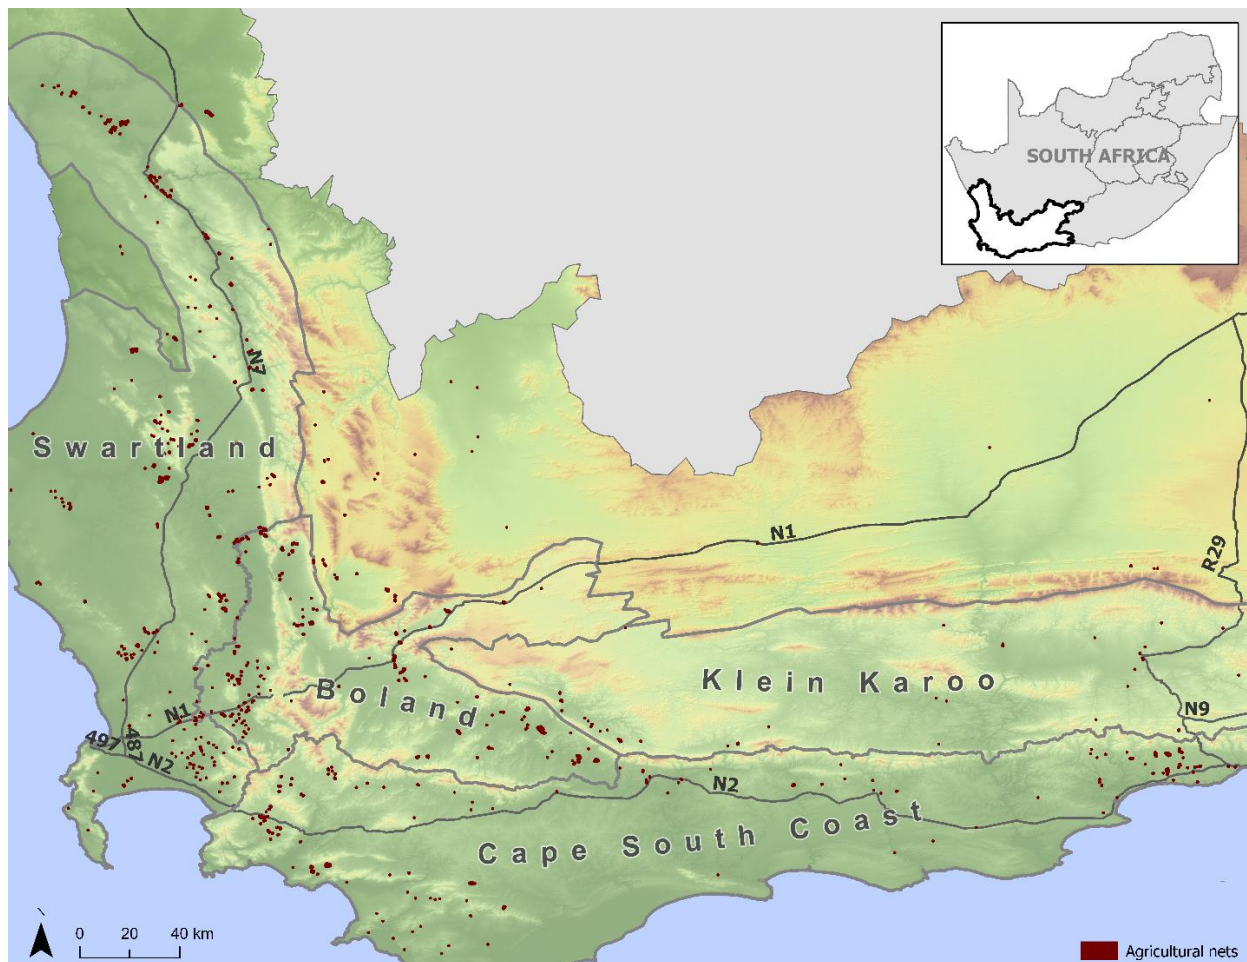 SOUTH AFRICA
N7
Swartland
N1
R29
Klein Karoo
Boland
N1
N9
497
487
N2
N2
Cape South Coast
0 20 40 km
Agricultural nets